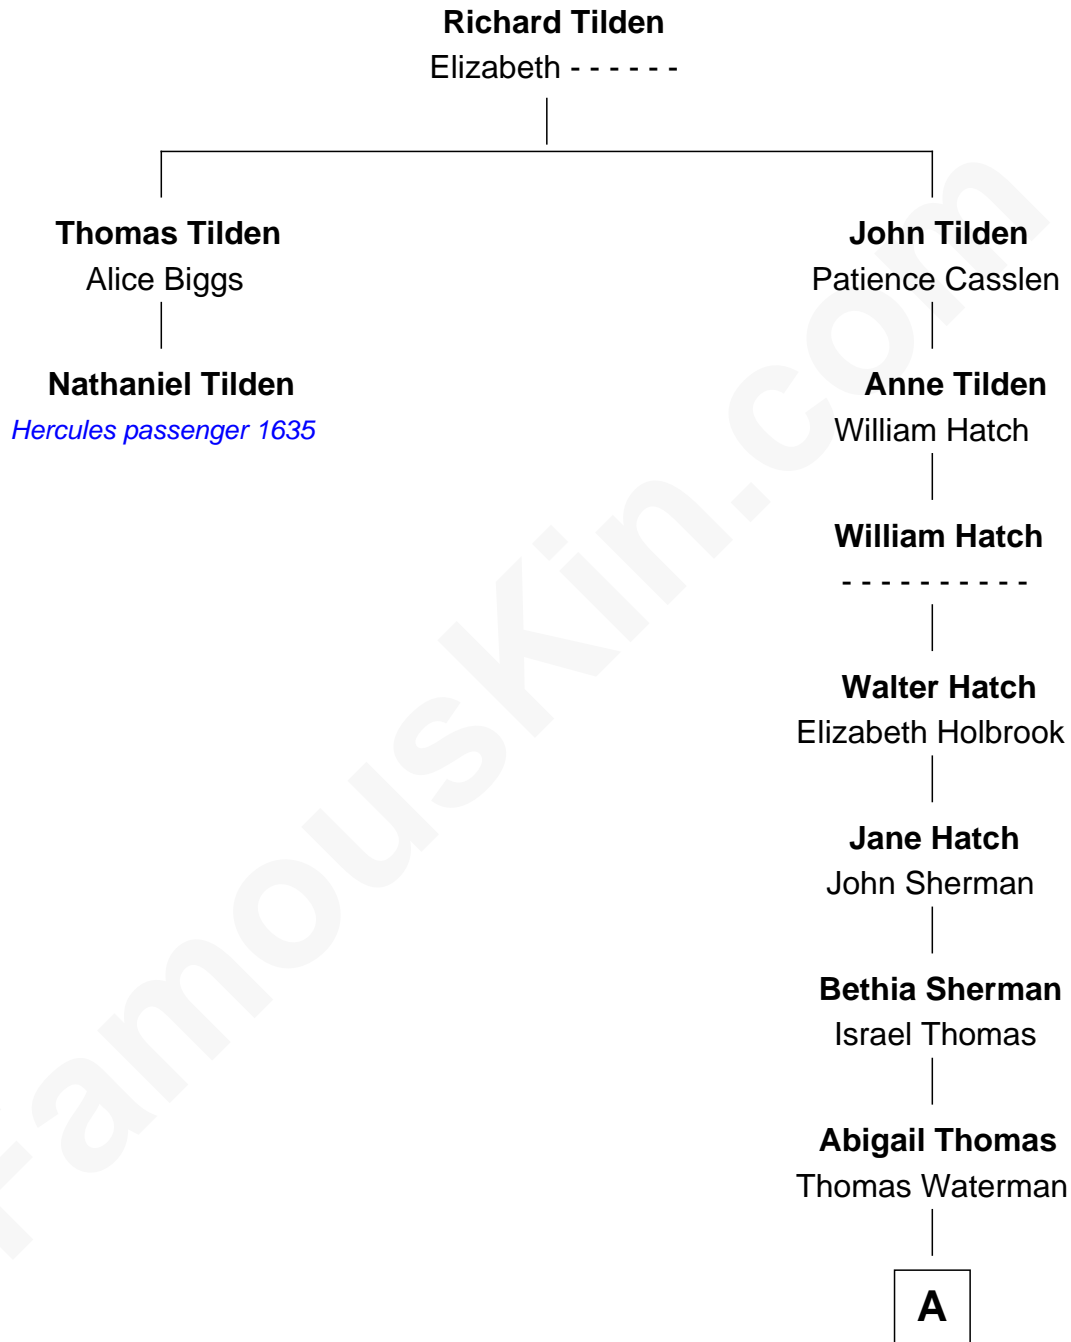 Richard Tilden
Elizabeth - - - - - -
Thomas Tilden
Alice Biggs
Nathaniel Tilden
Hercules passenger 1635
John Tilden
Patience Casslen
Anne Tilden
William Hatch
William Hatch
- - - - - - - - - -
Walter Hatch
Elizabeth Holbrook
Jane Hatch
John Sherman
Bethia Sherman
Israel Thomas
Abigail Thomas
Thomas Waterman
A
FamousKin.com